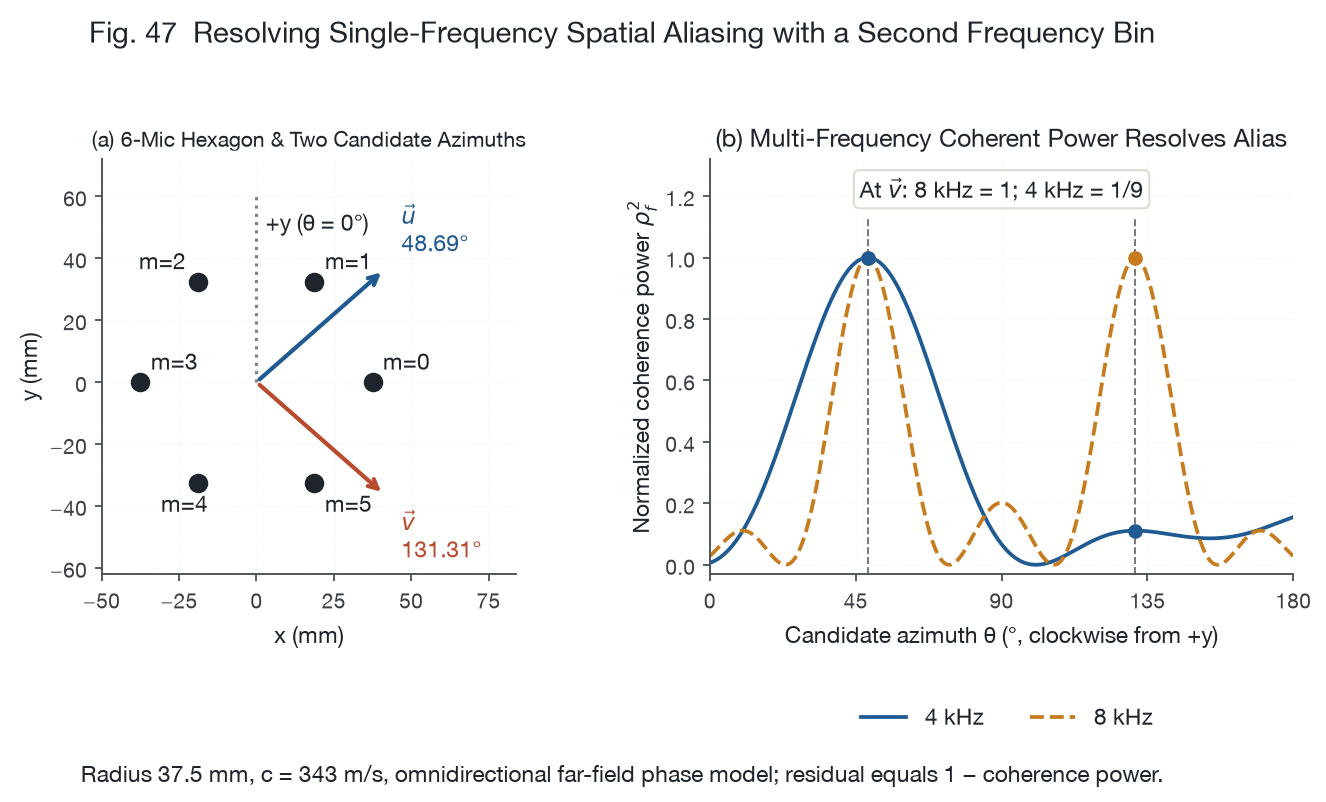 Fig. 47  Resolving Single-Frequency Spatial Aliasing with a Second Frequency Bin
(a) 6-Mic Hexagon & Two Candidate Azimuths
y (mm)
60
40
20
0
−20
−40
−60
+y (θ = 0°)
u⃗
48.69°
m=2
m=1
m=3
m=0
m=4
m=5
v⃗
131.31°
−50
−25
0
25
50
75
x (mm)
(b) Multi-Frequency Coherent Power Resolves Alias
At v⃗: 8 kHz = 1; 4 kHz = 1/9
Normalized coherence power ρ_f^2
1.2
1.0
0.8
0.6
0.4
0.2
0.0
0
45
90
135
180
Candidate azimuth θ (°, clockwise from +y)
4 kHz
8 kHz
Radius 37.5 mm, c = 343 m/s, omnidirectional far-field phase model; residual equals 1 − coherence power.